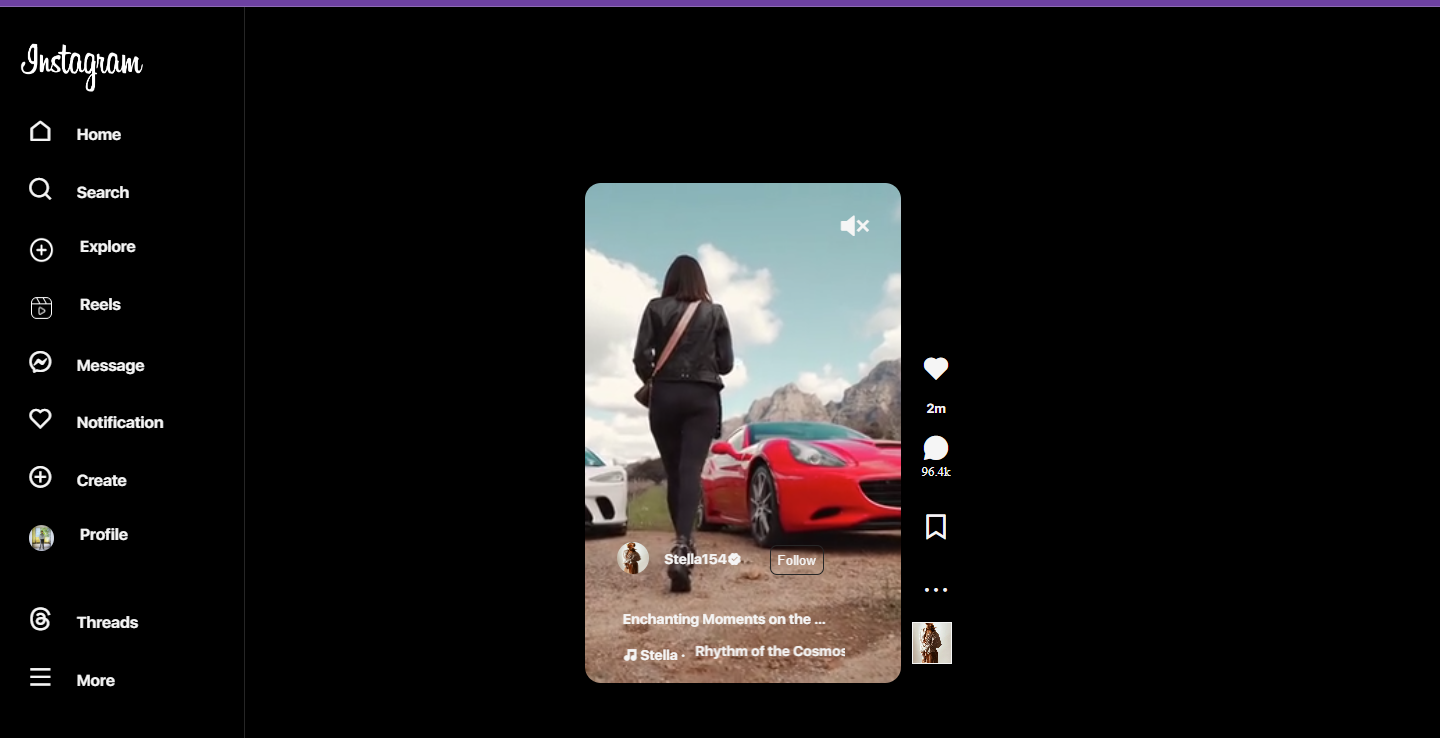 Instagram
Home
Search
Explore
Reels
Message
Notification
Create
Profile
Threads
More
Stella154
Follow
Enchanting Moments on the ...
Stella · Rhythm of the Cosmos
2m
96.4k